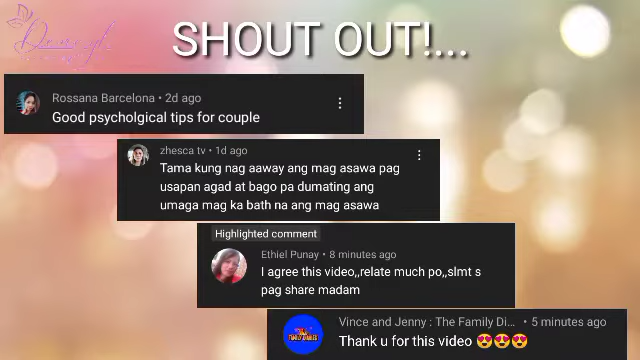 SHOUT OUT!...
Rossana Barcelona • 2d ago
Good psycholgical tips for couple
zhesca tv • 1d ago
Tama kung nag aaway ang mag asawa pag
usapan agad at bago pa dumating ang
umaga mag ka bath na ang mag asawa
Highlighted comment
Ethiel Punay • 8 minutes ago
I agree this video,,relate much po,,slmt s
pag share madam
Vince and Jenny : The Family Di... • 5 minutes ago
Thank u for this video 😍😍😍